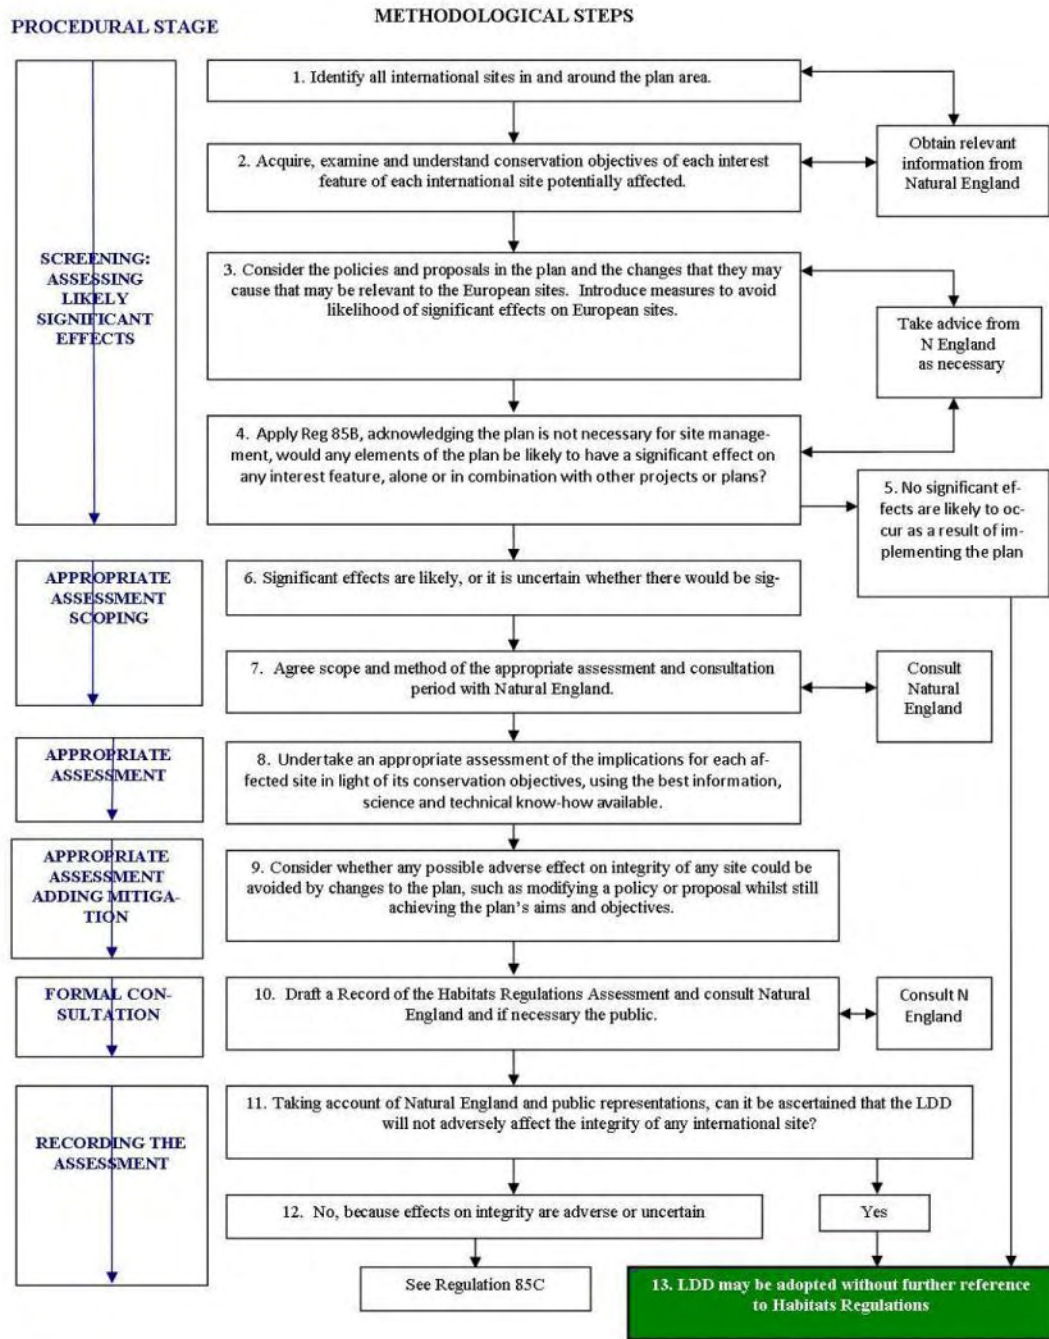 METHODOLOGICAL STEPS
PROCEDURAL STAGE
1. Identify all international sites in and around the plan area.
Obtain relevant
information from
Natural England
2. Acquire, examine and understand conservation objectives of each interest
feature of each international site potentially affected.
SCREENING:
ASSESSING
LIKELY
SIGNIFICANT
EFFECTS
3. Consider the policies and proposals in the plan and the changes that they may
cause that may be relevant to the European sites. Introduce measures to avoid
likelihood of significant effects on European sites.
Take advice from
N England
as necessary
4. Apply Reg 85B, acknowledging the plan is not necessary for site manage-
ment, would any elements of the plan be likely to have a significant effect on
any interest feature, alone or in combination with other projects or plans?
5. No significant ef-
fects are likely to oc-
cur as a result of im-
plementing the plan
APPROPRIATE
ASSESSMENT
SCOPING
6. Significant effects are likely, or it is uncertain whether there would be sig-
7. Agree scope and method of the appropriate assessment and consultation
period with Natural England.
Consult
Natural
England
APPROPRIATE
ASSESSMENT
8. Undertake an appropriate assessment of the implications for each af-
fected site in light of its conservation objectives, using the best information,
science and technical know-how available.
APPROPRIATE
ASSESSMENT
ADDING MITIGA-
TION
9. Consider whether any possible adverse effect on integrity of any site could be
avoided by changes to the plan, such as modifying a policy or proposal whilst still
achieving the plan's aims and objectives.
FORMAL CON-
SULTATION
10. Draft a Record of the Habitats Regulations Assessment and consult Natural
England and if necessary the public.
Consult N
England
RECORDING THE
ASSESSMENT
11. Taking account of Natural England and public representations, can it be ascertained that the LDD
will not adversely affect the integrity of any international site?
12. No, because effects on integrity are adverse or uncertain
Yes
See Regulation 85C
13. LDD may be adopted without further reference
to Habitats Regulations